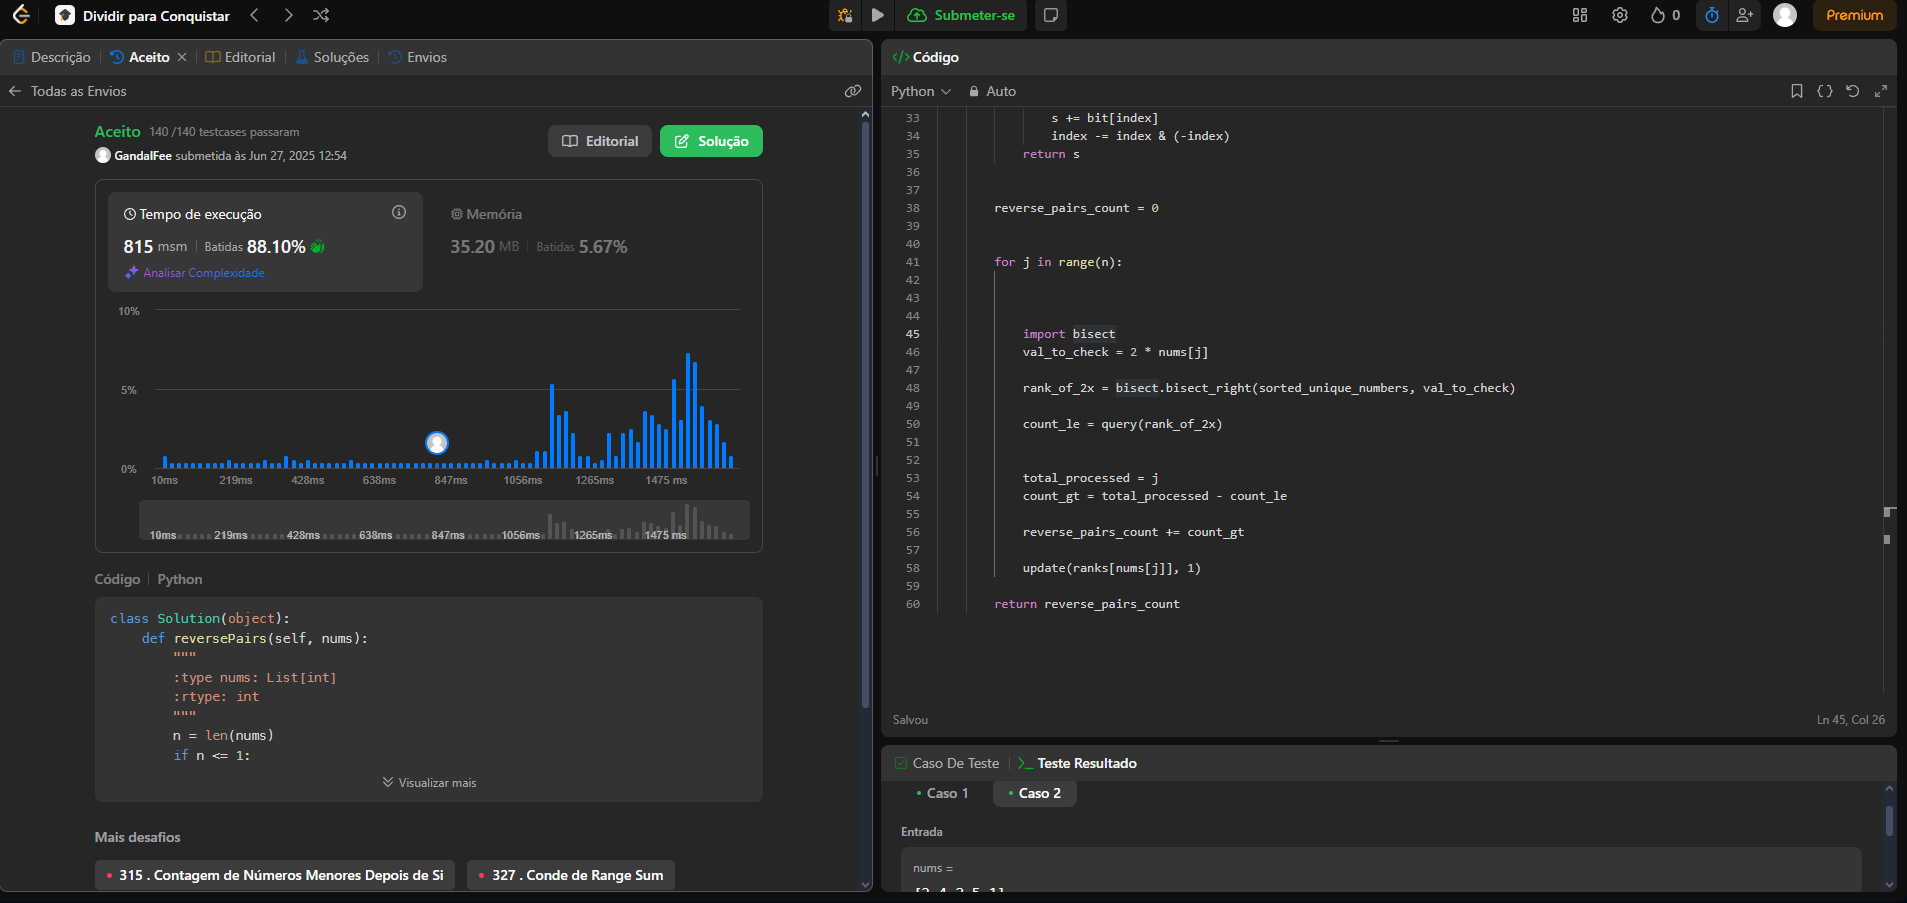 Dividir para Conquistar
Submeter-se
0
Premium
Descrição
Aceito
Editorial
Soluções
Envios
Todas as Envios
Aceito 140 /140 testcases passaram
GandalFee submetida às Jun 27, 2025 12:54
Editorial
Solução
Tempo de execução
815 msm
Batidas 88.10%
Analisar Complexidade
Memória
35.20 MB
Batidas 5.67%
10%
5%
0%
10ms 219ms 428ms 638ms 847ms 1056ms 1265ms 1475 ms
10ms 219ms 428ms 638ms 847ms 1056ms 1265ms 1475 ms
Código | Python
class Solution(object):
def reversePairs(self, nums):
"""
:type nums: List[int]
:rtype: int
"""
n = len(nums)
if n <= 1:
Visualizar mais
Mais desafios
315 . Contagem de Números Menores Depois de Si
327 . Conde de Range Sum
</> Código
Python
Auto
33 s += bit[index]
34 index -= index & (-index)
35 return s
36
37
38 reverse_pairs_count = 0
39
40
41 for j in range(n):
42
43
44
45 import bisect
46 val_to_check = 2 * nums[j]
47
48 rank_of_2x = bisect.bisect_right(sorted_unique_numbers, val_to_check)
49
50 count_le = query(rank_of_2x)
51
52
53 total_processed = j
54 count_gt = total_processed - count_le
55
56 reverse_pairs_count += count_gt
57
58 update(ranks[nums[j]], 1)
59
60 return reverse_pairs_count
Salvou
Ln 45, Col 26
Caso De Teste
Teste Resultado
Caso 1
Caso 2
Entrada
nums =
[2,4,3,5,1]